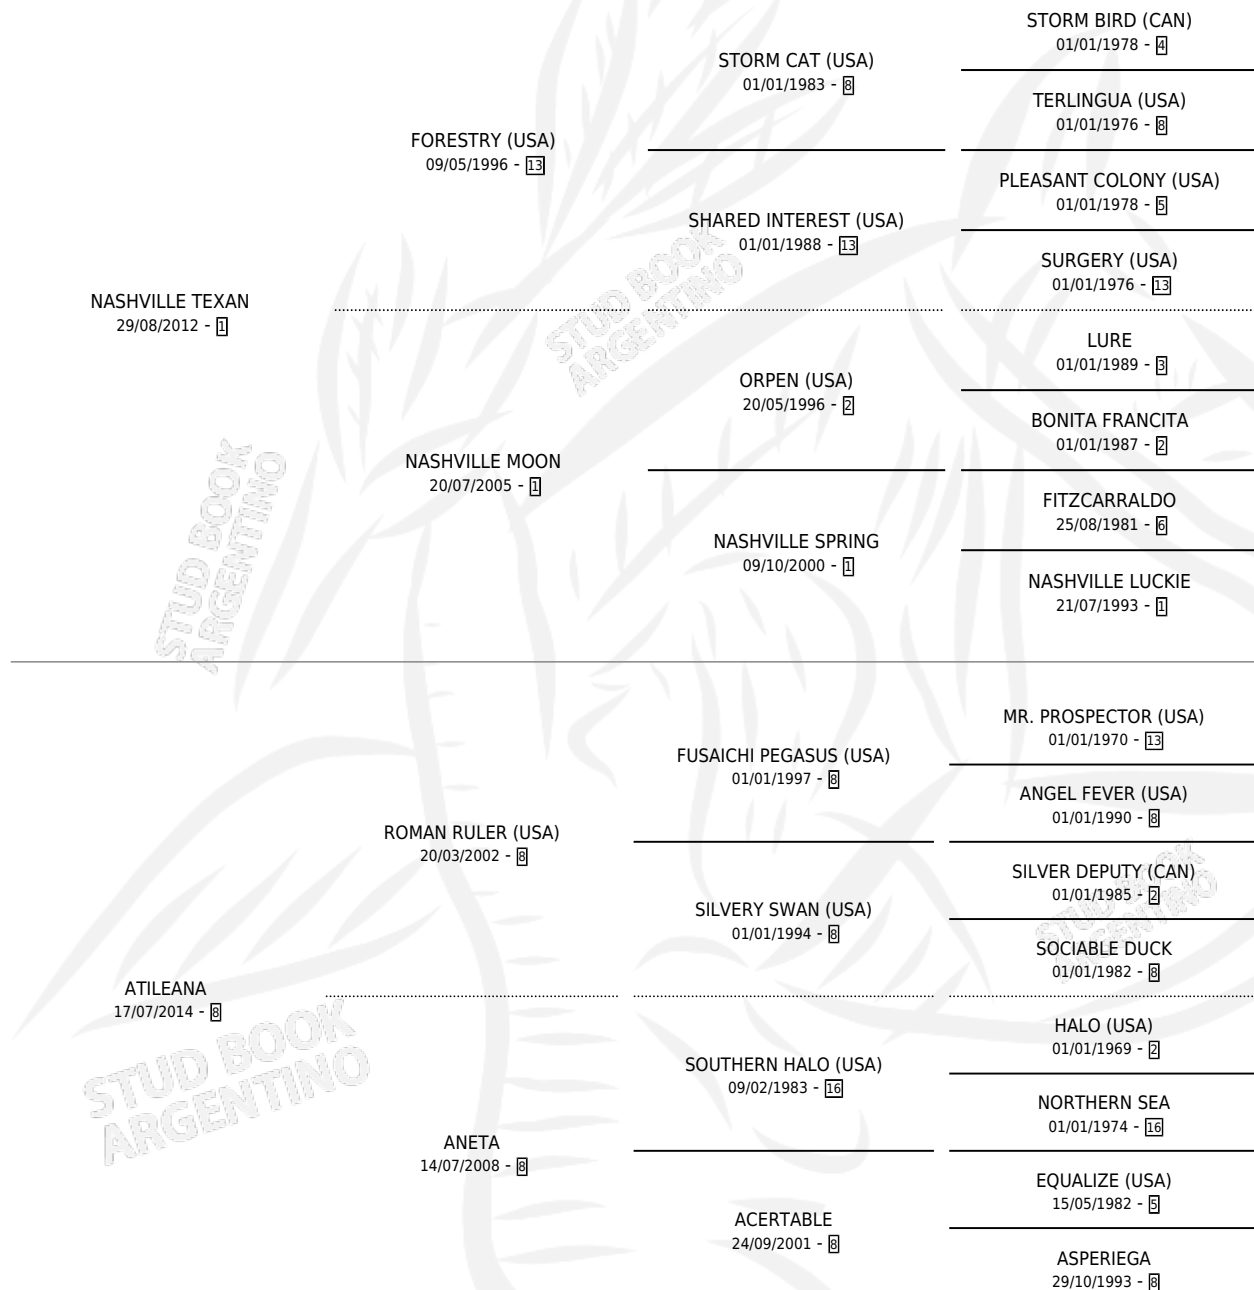 STORM BIRD (CAN)
01/01/1978 - 4
STORM CAT (USA)
01/01/1983 - 8
TERLINGUA (USA)
01/01/1976 - 8
FORESTRY (USA)
09/05/1996 - 13
PLEASANT COLONY (USA)
01/01/1978 - 5
SHARED INTEREST (USA)
01/01/1988 - 13
SURGERY (USA)
01/01/1976 - 13
NASHVILLE TEXAN
29/08/2012 - 1
STUD BOOK
ARGENTINO
LURE
01/01/1989 - 3
ORPEN (USA)
20/05/1996 - 2
BONITA FRANCITA
01/01/1987 - 2
NASHVILLE MOON
20/07/2005 - 1
FITZCARRALDO
25/08/1981 - 6
NASHVILLE SPRING
09/10/2000 - 1
NASHVILLE LUCKIE
21/07/1993 - 1
STUD BOOK
ARGENTINO
MR. PROSPECTOR (USA)
01/01/1970 - 13
FUSAICHI PEGASUS (USA)
01/01/1997 - 8
ANGEL FEVER (USA)
01/01/1990 - 8
ROMAN RULER (USA)
20/03/2002 - 8
SILVER DEPUTY (CAN)
01/01/1985 - 2
SILVERY SWAN (USA)
01/01/1994 - 8
STUD BOOK
ARGENTINO
SOCIABLE DUCK
01/01/1982 - 8
ATILEANA
17/07/2014 - 8
HALO (USA)
01/01/1969 - 2
SOUTHERN HALO (USA)
09/02/1983 - 16
STUD BOOK
ARGENTINO
NORTHERN SEA
01/01/1974 - 16
ANETA
14/07/2008 - 8
EQUALIZE (USA)
15/05/1982 - 5
ACERTABLE
24/09/2001 - 8
ASPERIEGA
29/10/1993 - 8